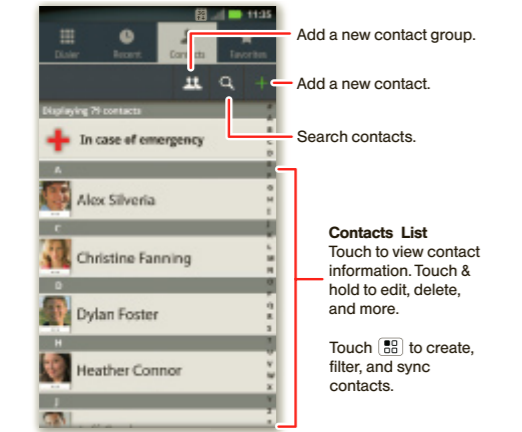 11:35
Dialer
Recent
Contacts
Favorites
Add a new contact group.
Add a new contact.
Search contacts.
Displaying 79 contacts
In case of emergency
A
Alex Silveria
C
Christine Fanning
D
Dylan Foster
H
Heather Connor
J
Contacts List
Touch to view contact
information. Touch &
hold to edit, delete,
and more.
Touch to create,
filter, and sync
contacts.